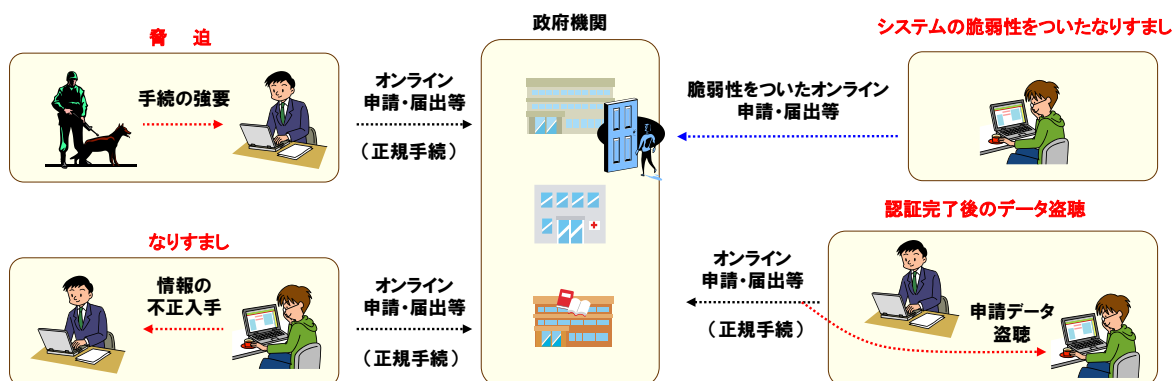 政府機関
脅　迫
手続の強要
オンライン
申請・届出等
（正規手続）
システムの脆弱性をついたなりすまし
脆弱性をついたオンライン
申請・届出等
なりすまし
情報の
不正入手
オンライン
申請・届出等
（正規手続）
認証完了後のデータ盗聴
オンライン
申請・届出等
（正規手続）
申請データ
盗聴